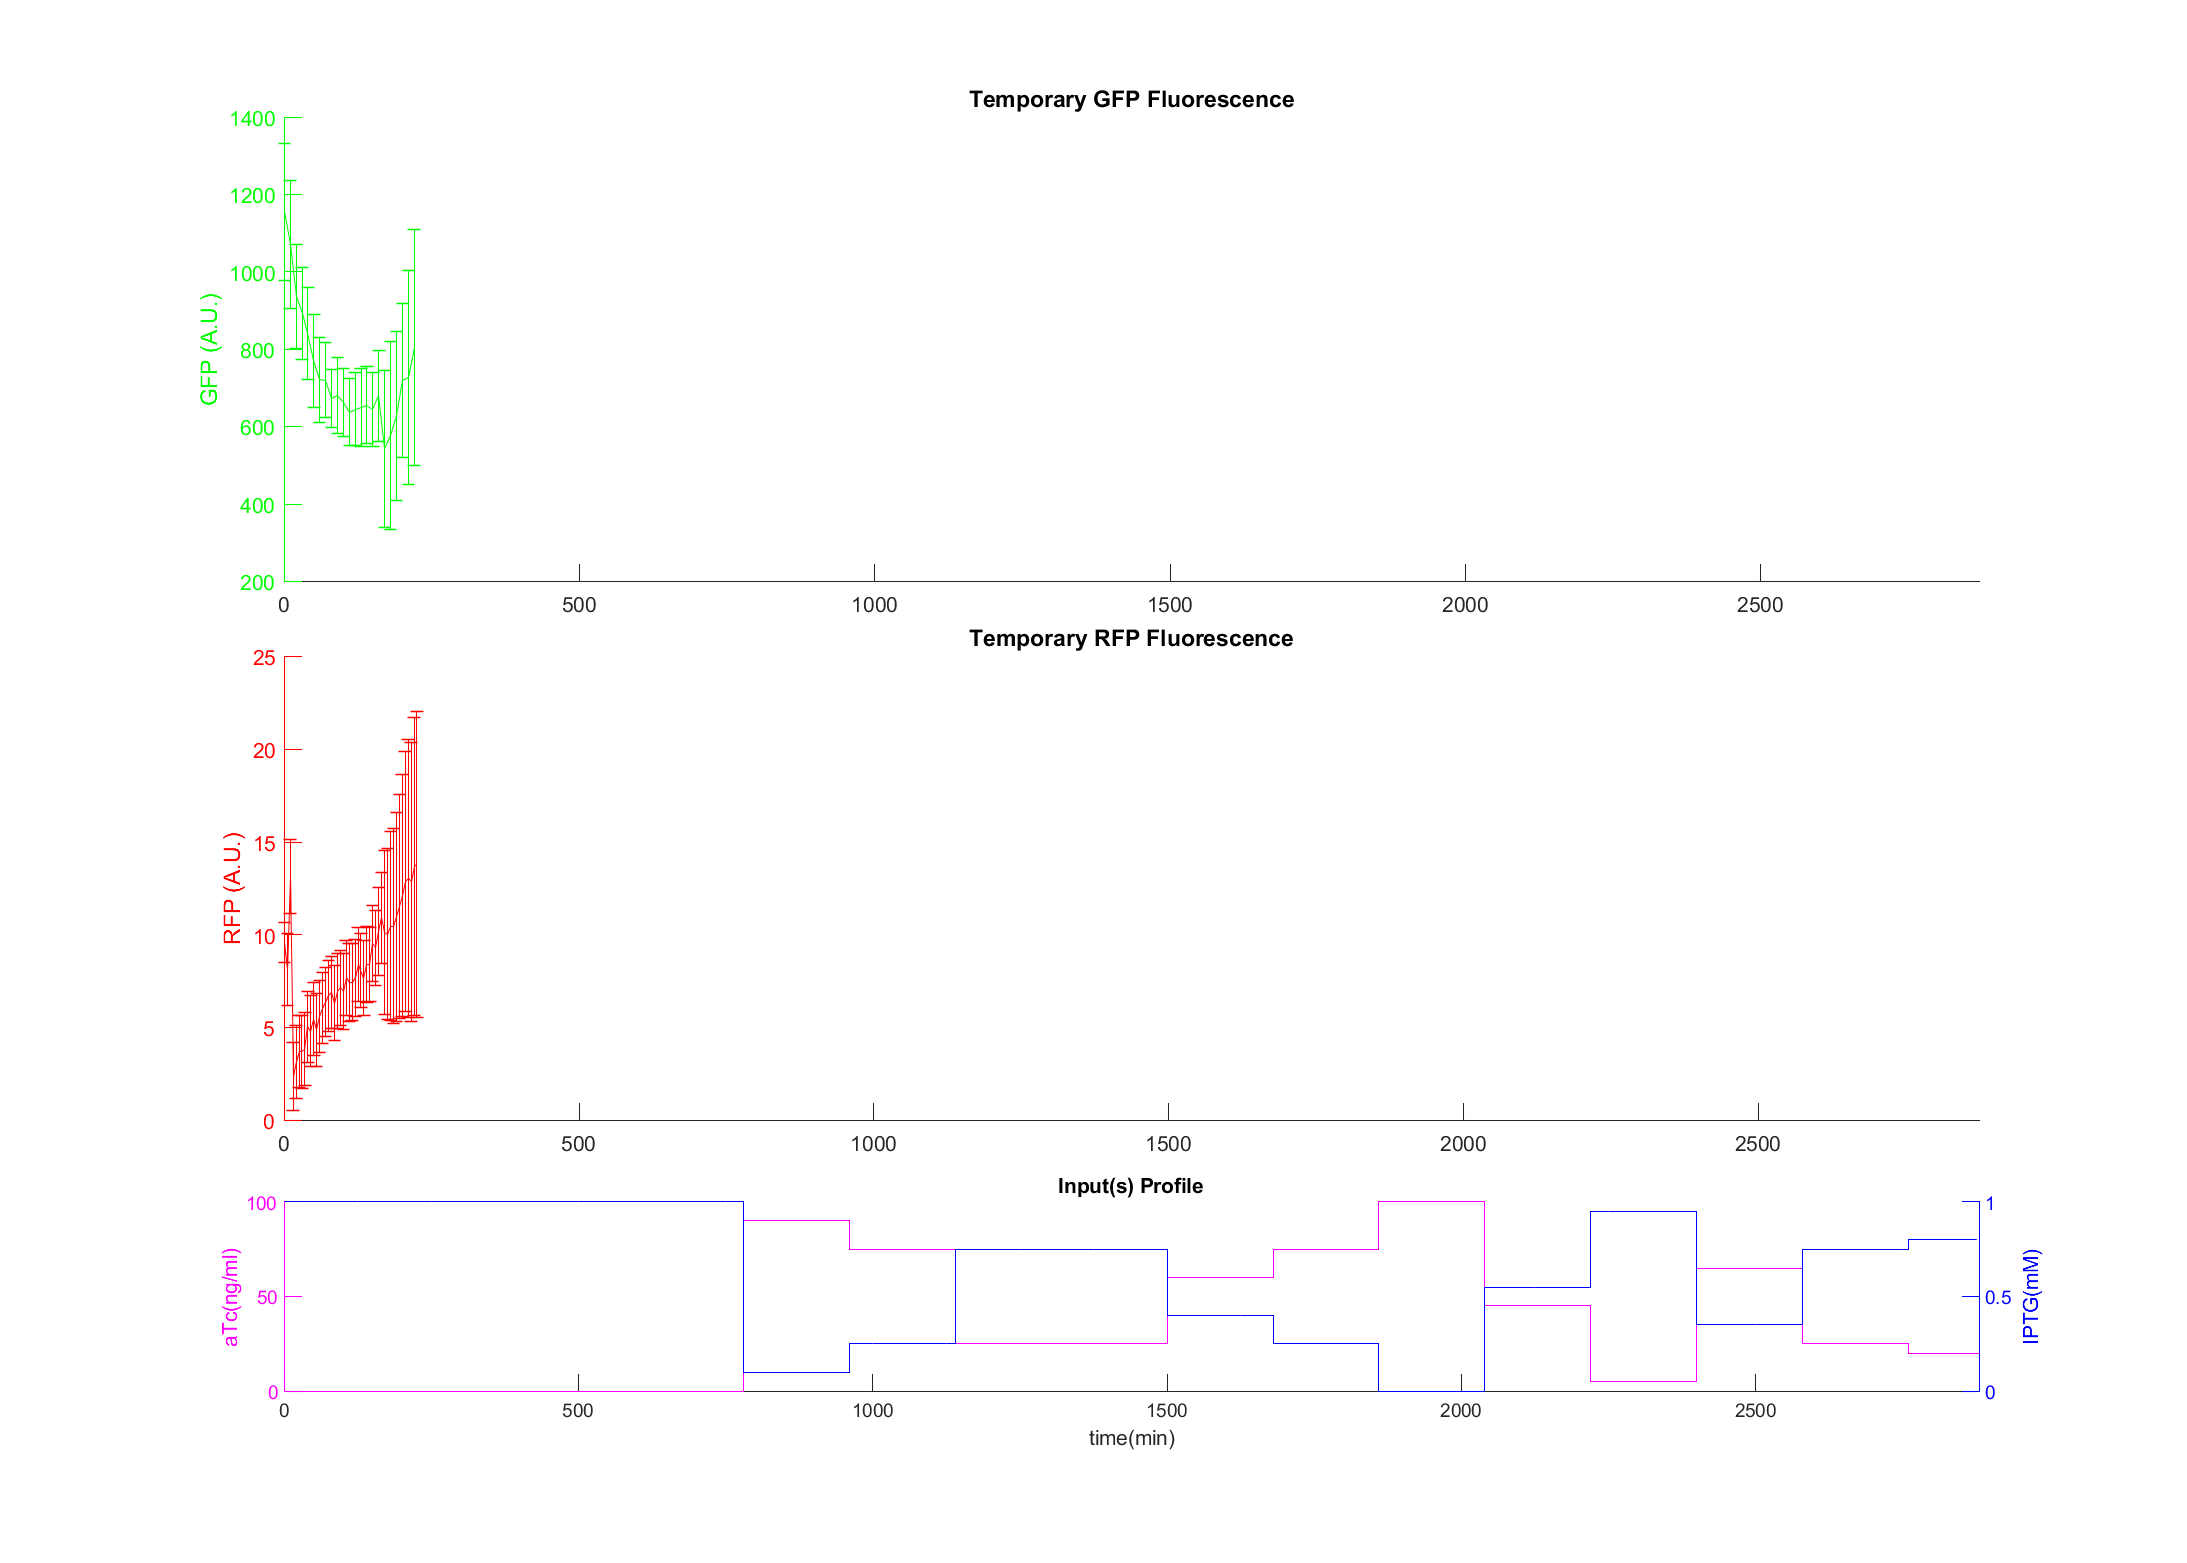 Temporary GFP Fluorescence
1400
1200
1000
800
600
400
200
GFP (A.U.)
0 500 1000 1500 2000 2500
Temporary RFP Fluorescence
25
20
15
10
5
0
RFP (A.U.)
0 500 1000 1500 2000 2500
Input(s) Profile
100
50
0
aTc(ng/ml)
1
0.5
0
IPTG(mM)
0 500 1000 1500 2000 2500
time(min)